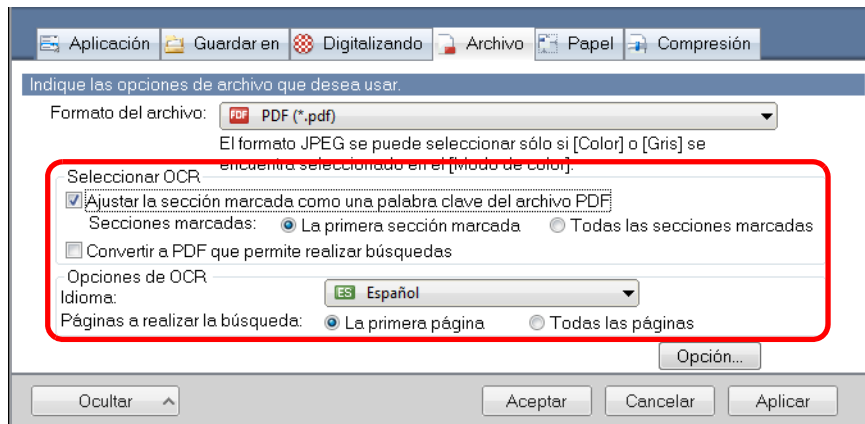 Aplicación Guardar en Digitalizando Archivo Papel Compresión
Indique las opciones de archivo que desea usar.
Formato del archivo: PDF PDF (*.pdf)
El formato JPEG se puede seleccionar sólo si [Color] o [Gris] se
encuentra seleccionado en el [Modo de color].
Seleccionar OCR
Ajustar la sección marcada como una palabra clave del archivo PDF
Secciones marcadas: La primera sección marcada Todas las secciones marcadas
Convertir a PDF que permite realizar búsquedas
Opciones de OCR
Idioma: ES Español
Páginas a realizar la búsqueda: La primera página Todas las páginas
Opción...
Ocultar Aceptar Cancelar Aplicar